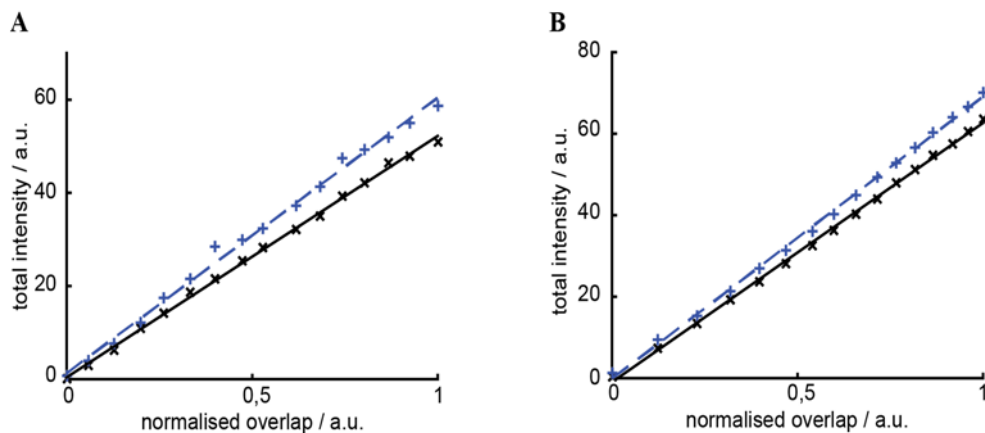 A
total intensity / a.u.
60
40
20
0
0 0,5 1
normalised overlap / a.u.
B
total intensity / a.u.
80
60
40
20
0
0 0,5 1
normalised overlap / a.u.